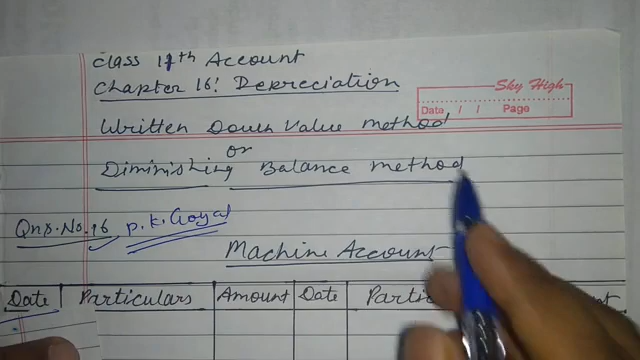 Class 11th Account
Chapter 16: Depreciation
Sky High
Date / / Page
Written Down Value Method
or
Diminishing Balance Method
Qns. No. 16 P.K. Goyal
Machine Account
Date Particulars Amount Date